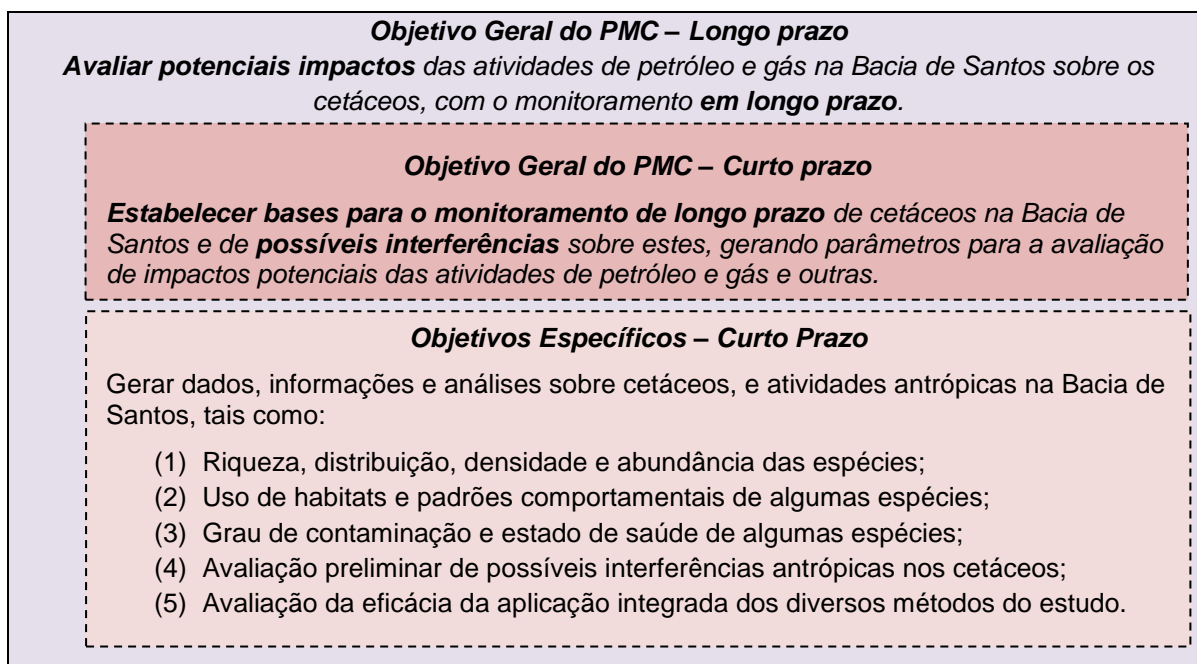 Objetivo Geral do PMC – Longo prazo
Avaliar potenciais impactos das atividades de petróleo e gás na Bacia de Santos sobre os
cetáceos, com o monitoramento em longo prazo.
Objetivo Geral do PMC – Curto prazo
Estabelecer bases para o monitoramento de longo prazo de cetáceos na Bacia de
Santos e de possíveis interferências sobre estes, gerando parâmetros para a avaliação
de impactos potenciais das atividades de petróleo e gás e outras.
Objetivos Específicos – Curto Prazo
Gerar dados, informações e análises sobre cetáceos, e atividades antrópicas na Bacia de
Santos, tais como:
(1) Riqueza, distribuição, densidade e abundância das espécies;
(2) Uso de habitats e padrões comportamentais de algumas espécies;
(3) Grau de contaminação e estado de saúde de algumas espécies;
(4) Avaliação preliminar de possíveis interferências antrópicas nos cetáceos;
(5) Avaliação da eficácia da aplicação integrada dos diversos métodos do estudo.